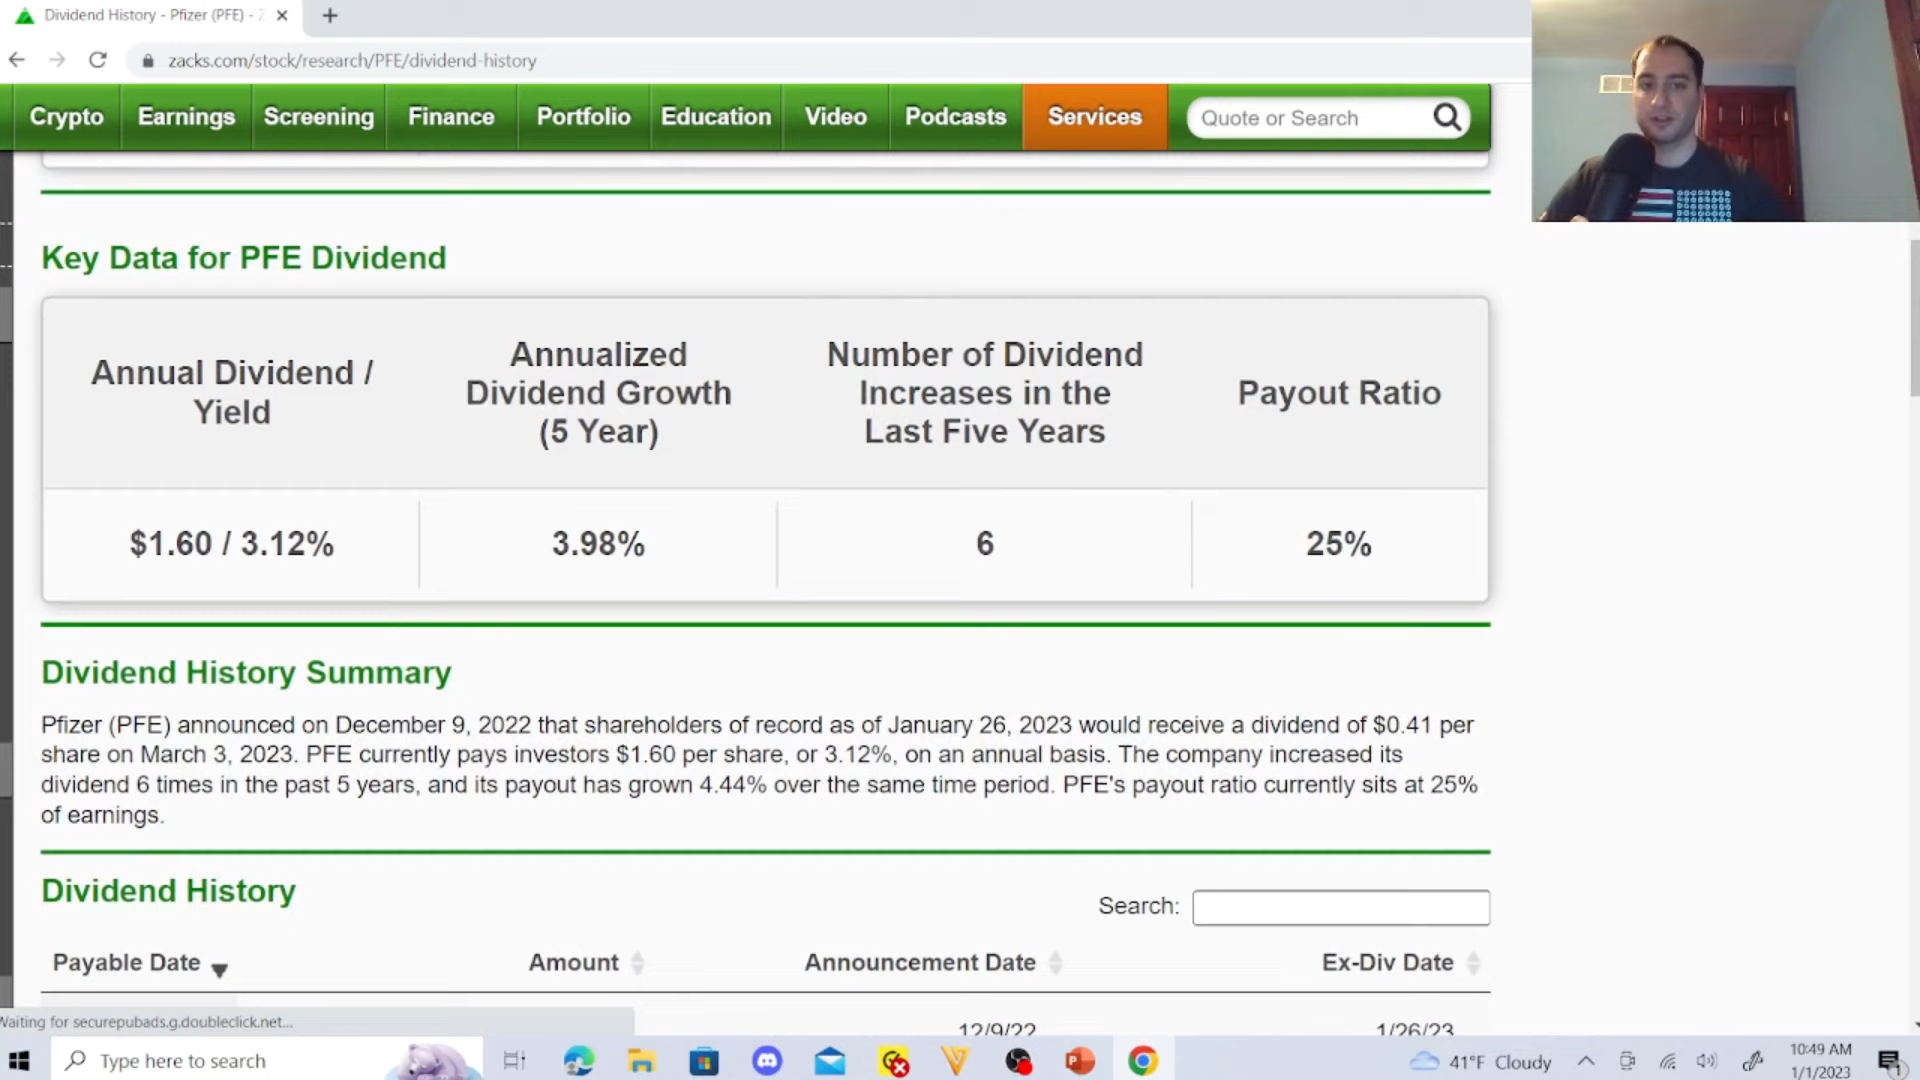 Dividend History - Pfizer (PFE) - Z
zacks.com/stock/research/PFE/dividend-history
Crypto
Earnings
Screening
Finance
Portfolio
Education
Video
Podcasts
Services
Quote or Search
Key Data for PFE Dividend
Annual Dividend /
Yield
Annualized
Dividend Growth
(5 Year)
Number of Dividend
Increases in the
Last Five Years
Payout Ratio
$1.60 / 3.12%
3.98%
6
25%
Dividend History Summary
Pfizer (PFE) announced on December 9, 2022 that shareholders of record as of January 26, 2023 would receive a dividend of $0.41 per
share on March 3, 2023. PFE currently pays investors $1.60 per share, or 3.12%, on an annual basis. The company increased its
dividend 6 times in the past 5 years, and its payout has grown 4.44% over the same time period. PFE's payout ratio currently sits at 25%
of earnings.
Dividend History
Search:
Payable Date
Amount
Announcement Date
Ex-Div Date
12/9/22
1/26/23
Waiting for securepubads.g.doubleclick.net...
Type here to search
41°F Cloudy
10:49 AM
1/1/2023
1